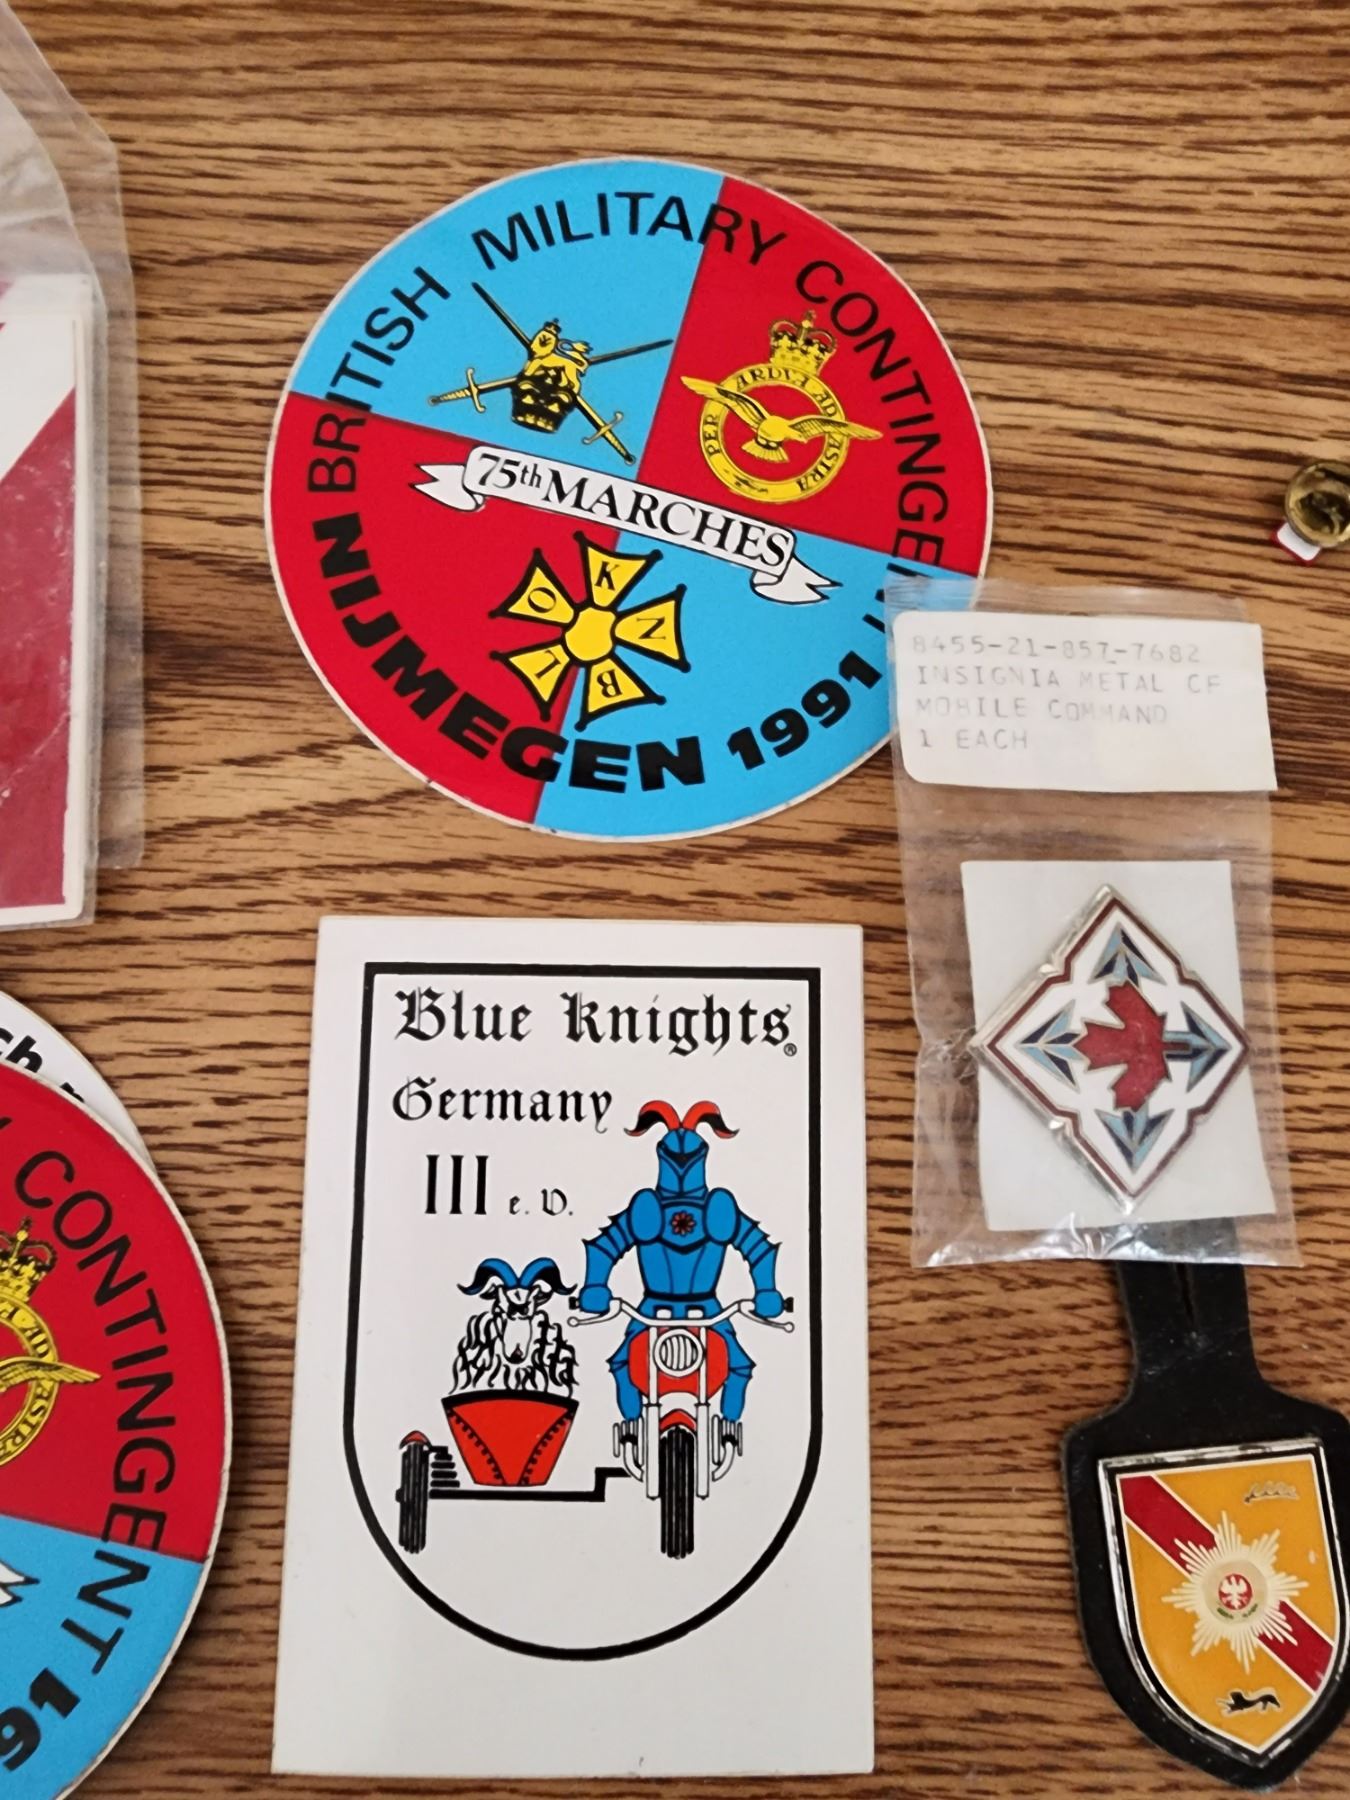 BRITISH MILITARY CONTINGENT
PER ARDVA AD ASTRA
75th MARCHES
K
N
B
L
O
NIJMEGEN 1991
8455-21-857-7682
INSIGNIA METAL CF
MOBILE COMMAND
1 EACH
Blue Knights®
Germany
III e. V.
CONTINGENT
91